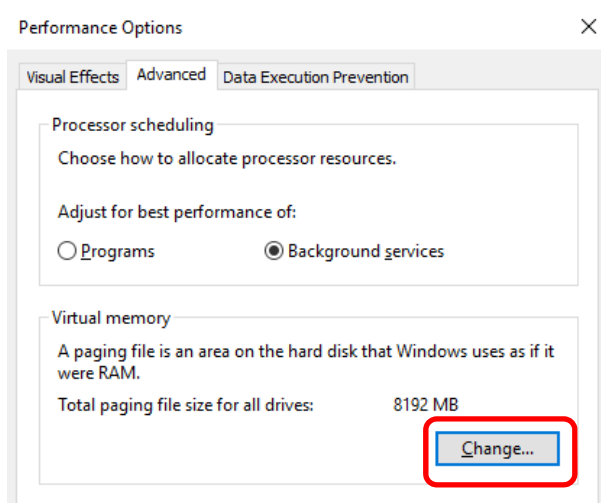 Performance Options
Visual Effects Advanced Data Execution Prevention
Processor scheduling
Choose how to allocate processor resources.
Adjust for best performance of:
Programs Background services
Virtual memory
A paging file is an area on the hard disk that Windows uses as if it
were RAM.
Total paging file size for all drives: 8192 MB
Change...